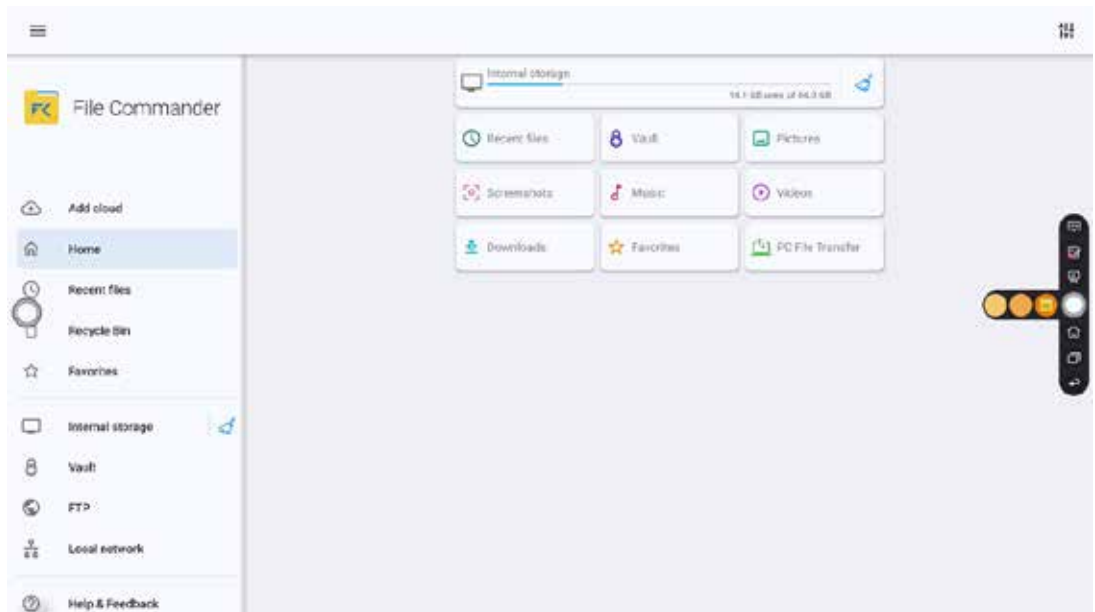 File Commander
Add cloud
Home
Recent files
Recycle Bin
Favorites
Internal storage
Vault
FTP
Local network
Help & Feedback
Internal storage
Recent files
Vault
Pictures
Screenshots
Music
Videos
Downloads
Favorites
PC File Transfer